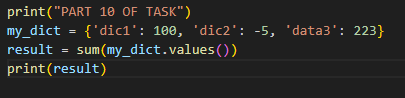 print("PART 10 OF TASK")
my_dict = {'dic1': 100, 'dic2': -5, 'data3': 223}
result = sum(my_dict.values())
print(result)